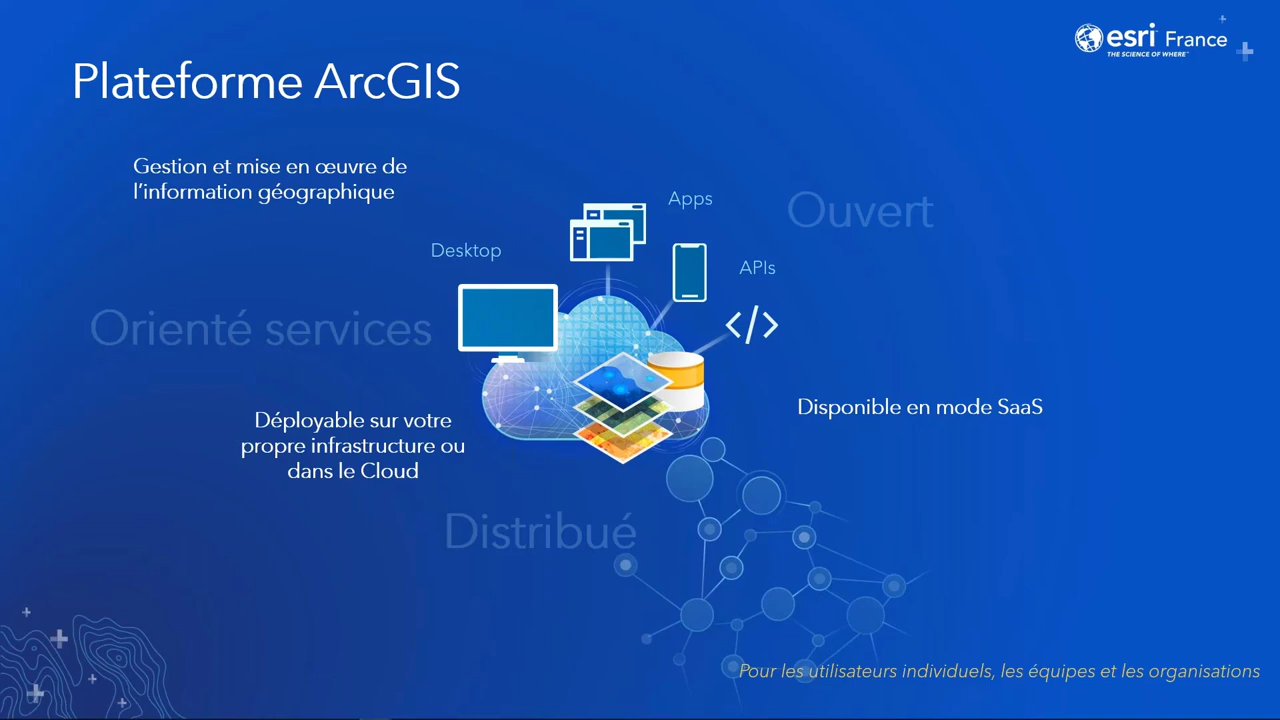 esri France
THE SCIENCE OF WHERE™
Plateforme ArcGIS
Gestion et mise en œuvre de
l’information géographique
Apps
Ouvert
Desktop
APIs
Orienté services
Disponible en mode SaaS
Déployable sur votre
propre infrastructure ou
dans le Cloud
Distribué
Pour les utilisateurs individuels, les équipes et les organisations